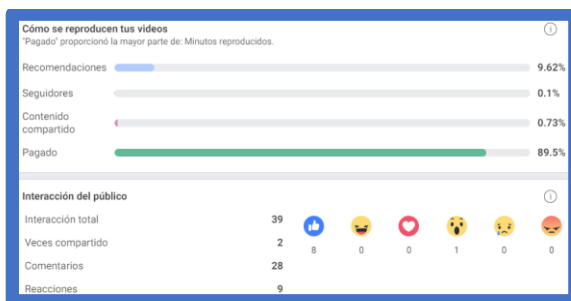 Cómo se reproducen tus videos
"Pagado" proporcionó la mayor parte de: Minutos reproducidos.
Recomendaciones 9.62%
Seguidores 0.1%
Contenido
compartido 0.73%
Pagado 89.5%
Interacción del público
Interacción total 39
Veces compartido 2
Comentarios 28
Reacciones 9
8 0 0 1 0 0